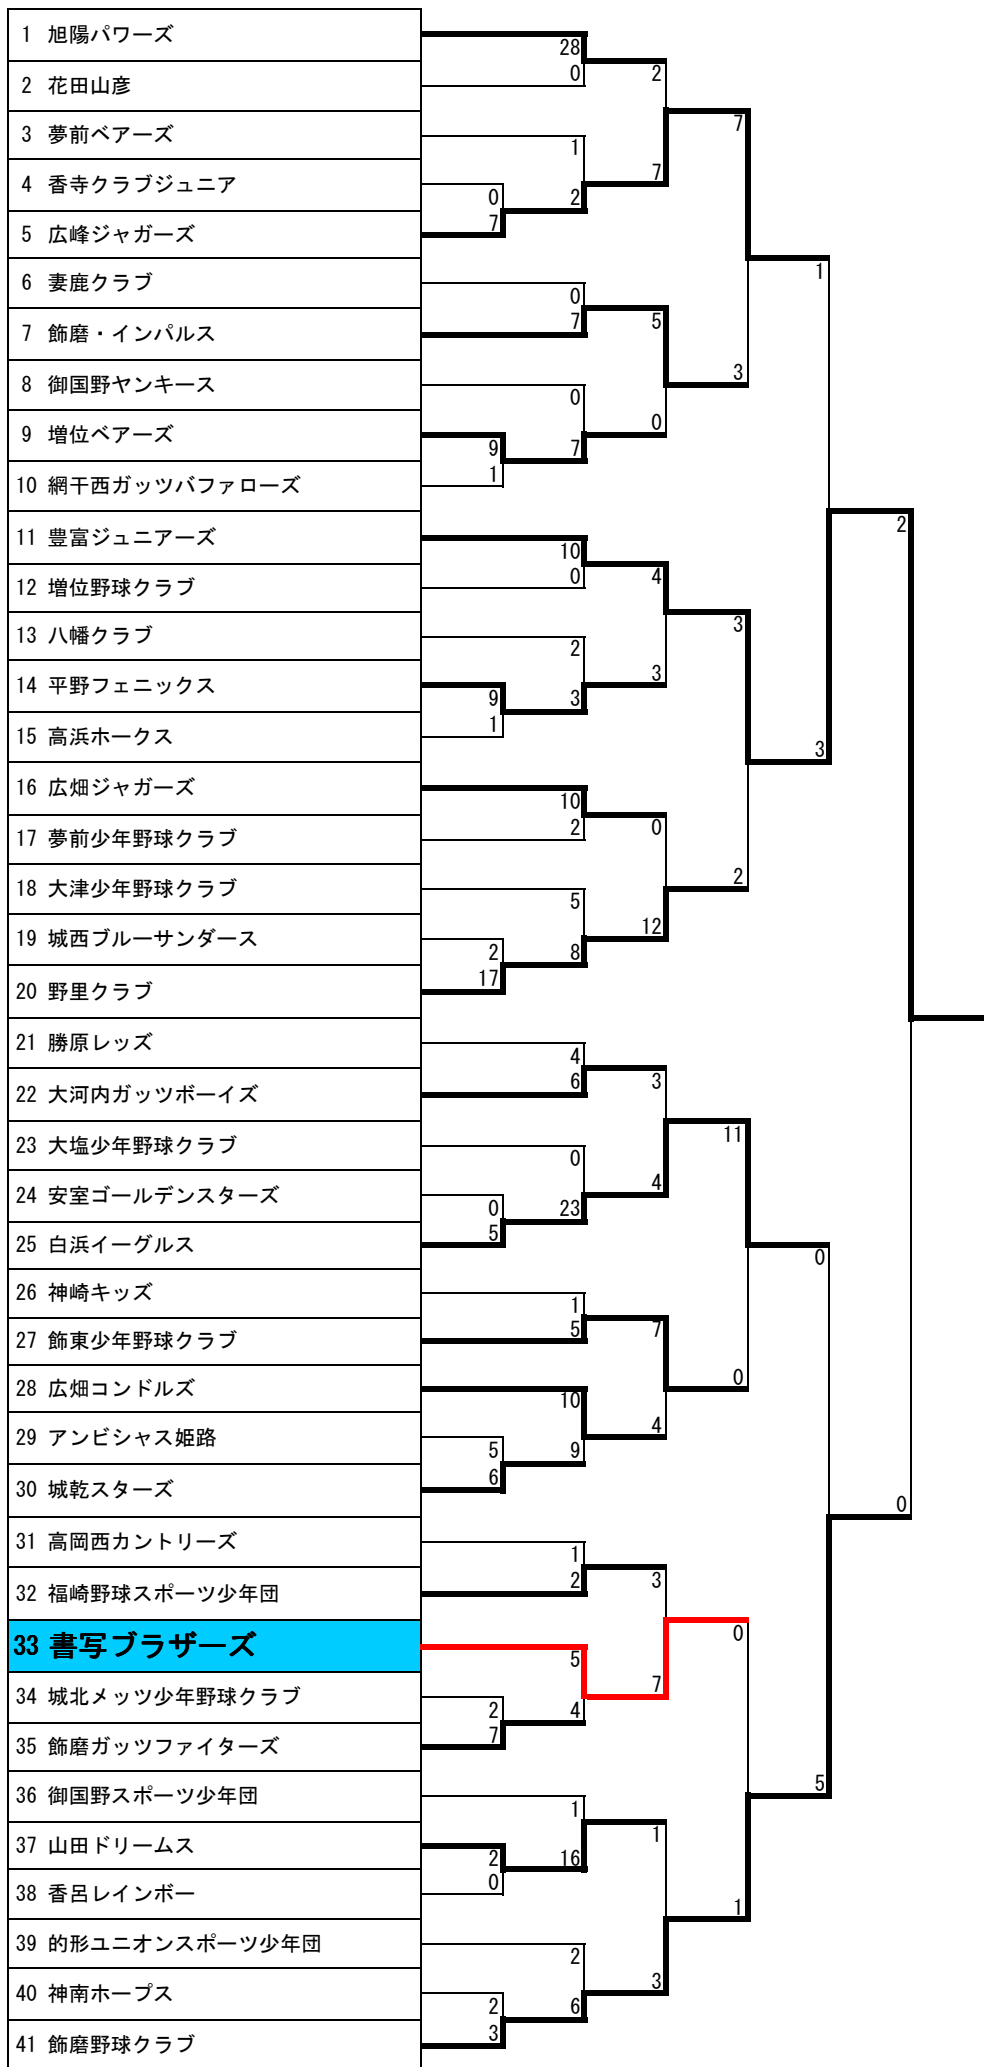 1 旭陽パワーズ
28
2 花田山彦
0
2
3 夢前ベアーズ
1
7
4 香寺クラブジュニア
0
2
7
5 広峰ジャガーズ
7
1
6 妻鹿クラブ
0
7 飾磨・インパルス
7
5
8 御国野ヤンキース
0
3
9 増位ベアーズ
9
7
0
10 網干西ガッツバファローズ
1
2
11 豊富ジュニアーズ
10
12 増位野球クラブ
0
4
13 八幡クラブ
2
3
14 平野フェニックス
9
3
3
15 高浜ホークス
1
3
16 広畑ジャガーズ
10
17 夢前少年野球クラブ
2
0
18 大津少年野球クラブ
5
2
19 城西ブルーサンダース
2
8
12
20 野里クラブ
17
21 勝原レッズ
4
22 大河内ガッツボーイズ
6
3
23 大塩少年野球クラブ
0
11
24 安室ゴールデンスターズ
0
23
4
25 白浜イーグルス
5
0
26 神崎キッズ
1
27 飾東少年野球クラブ
5
7
28 広畑コンドルズ
10
0
29 アンビシャス姫路
5
9
4
30 城乾スターズ
6
0
31 高岡西カントリーズ
1
32 福崎野球スポーツ少年団
2
3
33 書写ブラザーズ
5
0
34 城北メッツ少年野球クラブ
2
4
7
35 飾磨ガッツファイターズ
7
5
36 御国野スポーツ少年団
1
37 山田ドリームス
2
16
1
38 香呂レインボー
0
1
39 的形ユニオンスポーツ少年団
2
40 神南ホープス
2
6
3
41 飾磨野球クラブ
3